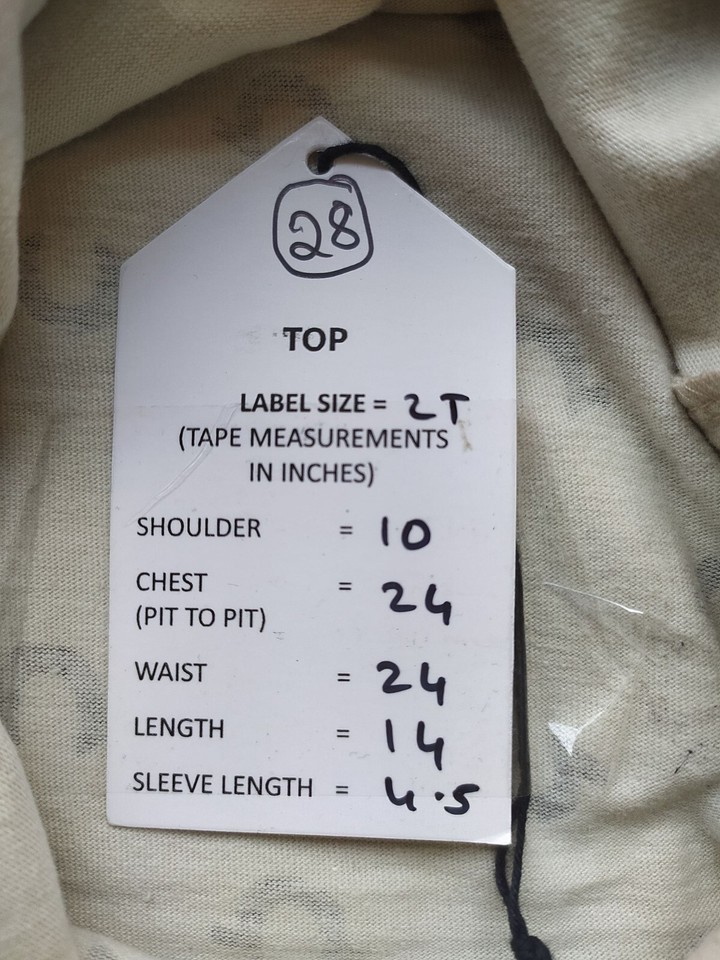 28
TOP
LABEL SIZE = 2T
(TAPE MEASUREMENTS
IN INCHES)
SHOULDER = 10
CHEST = 24
(PIT TO PIT)
WAIST = 24
LENGTH = 14
SLEEVE LENGTH = 4.5